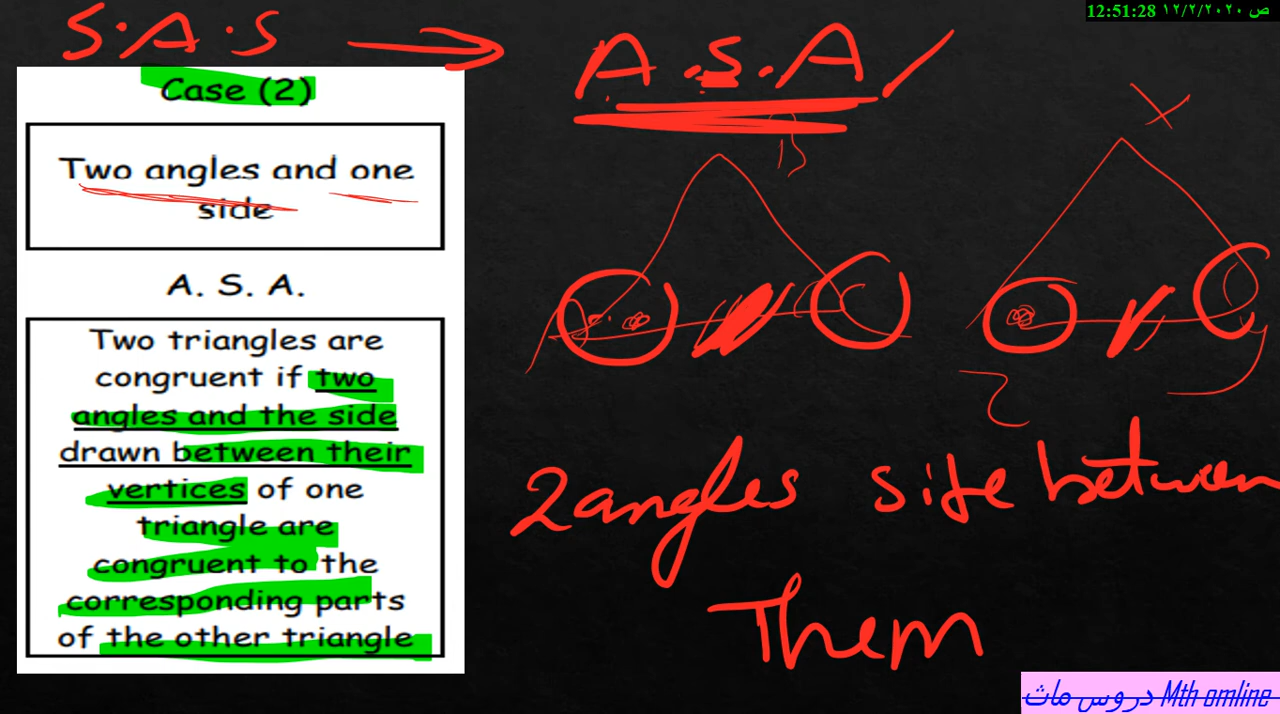 12:51:28 ١٢/٢/٢٠٢٠ ص
S.A.S → A.S.A
Case (2)
Two angles and one
side
A. S. A.
Two triangles are
congruent if two
angles and the side
drawn between their
vertices of one
triangle are
congruent to the
corresponding parts
of the other triangle
X
Z
y
2 angles side between
Them
دروس ماث Mth omline